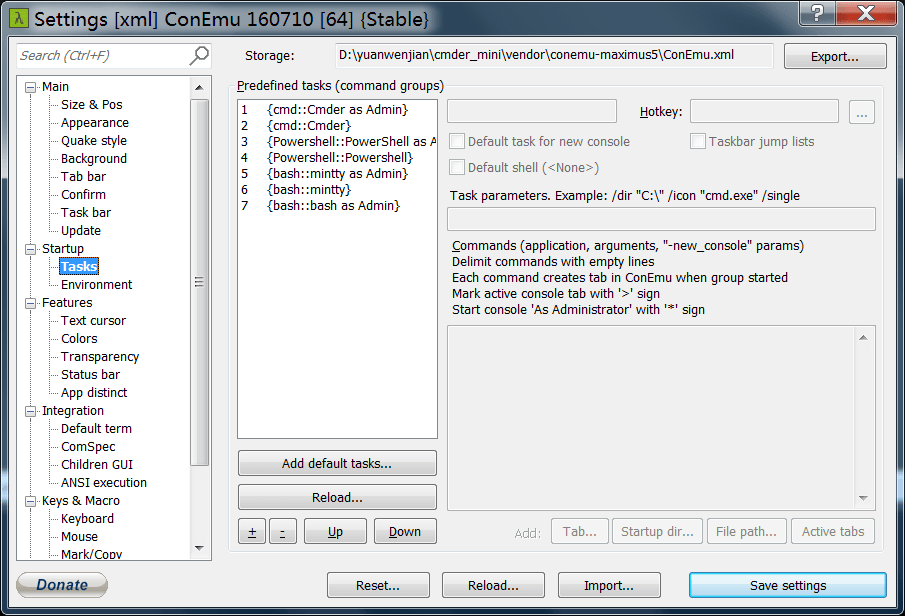 Settings [xml] ConEmu 160710 [64] {Stable}
Search (Ctrl+F)
Storage:
D:\yuanwenjian\cmder_mini\vendor\conemu-maximus5\ConEmu.xml
Export...
Main
Size & Pos
Appearance
Quake style
Background
Tab bar
Confirm
Task bar
Update
Startup
Tasks
Environment
Features
Text cursor
Colors
Transparency
Status bar
App distinct
Integration
Default term
ComSpec
Children GUI
ANSI execution
Keys & Macro
Keyboard
Mouse
Mark/Copy
Predefined tasks (command groups)
1 {cmd::Cmder as Admin}
2 {cmd::Cmder}
3 {Powershell::PowerShell as A
4 {Powershell::Powershell}
5 {bash::mintty as Admin}
6 {bash::mintty}
7 {bash::bash as Admin}
Add default tasks...
Reload...
+
-
Up
Down
Hotkey:
...
Default task for new console
Taskbar jump lists
Default shell (<None>)
Task parameters. Example: /dir "C:\" /icon "cmd.exe" /single
Commands (application, arguments, "-new_console" params)
Delimit commands with empty lines
Each command creates tab in ConEmu when group started
Mark active console tab with '>' sign
Start console 'As Administrator' with '*' sign
Add:
Tab...
Startup dir...
File path...
Active tabs
Donate
Reset...
Reload...
Import...
Save settings